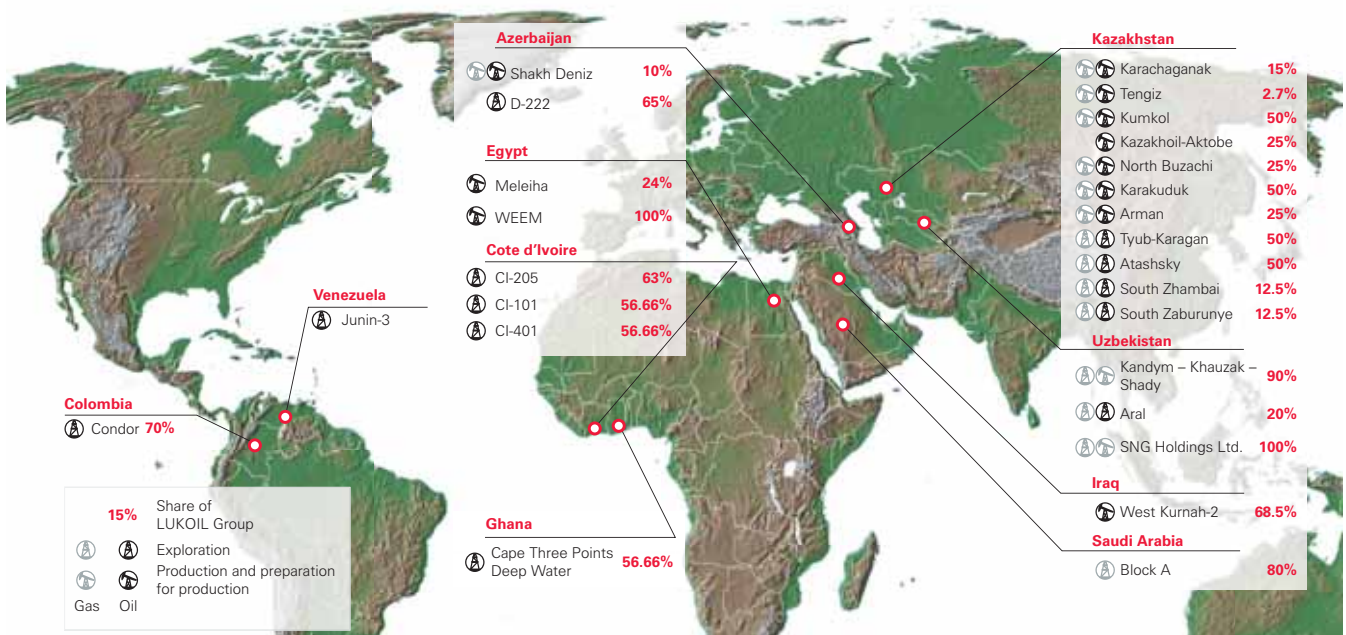 Azerbaijan
Shakh Deniz 10%
D-222 65%
Egypt
Meleiha 24%
WEEM 100%
Cote d’Ivoire
CI-205 63%
CI-101 56.66%
CI-401 56.66%
Venezuela
Junin-3
Colombia
Condor 70%
15% Share of
LUKOIL Group
Exploration
Production and preparation
for production
Gas Oil
Ghana
Cape Three Points
Deep Water 56.66%
Kazakhstan
Karachaganak 15%
Tengiz 2.7%
Kumkol 50%
Kazakhoil-Aktobe 25%
North Buzachi 25%
Karakuduk 50%
Arman 25%
Tyub-Karagan 50%
Atashsky 50%
South Zhambai 12.5%
South Zaburunye 12.5%
Uzbekistan
Kandym – Khauzak –
Shady 90%
Aral 20%
SNG Holdings Ltd. 100%
Iraq
West Kurnah-2 68.5%
Saudi Arabia
Block A 80%